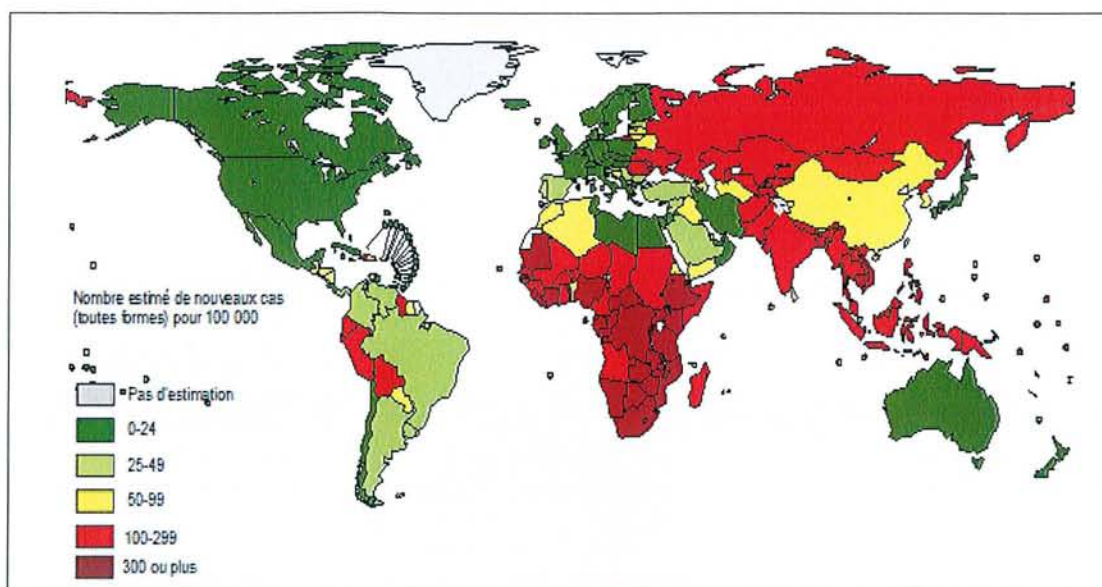 Nombre estimé de nouveaux cas
(toutes formes) pour 100 000
Pas d'estimation
0-24
25-49
50-99
100-299
300 ou plus